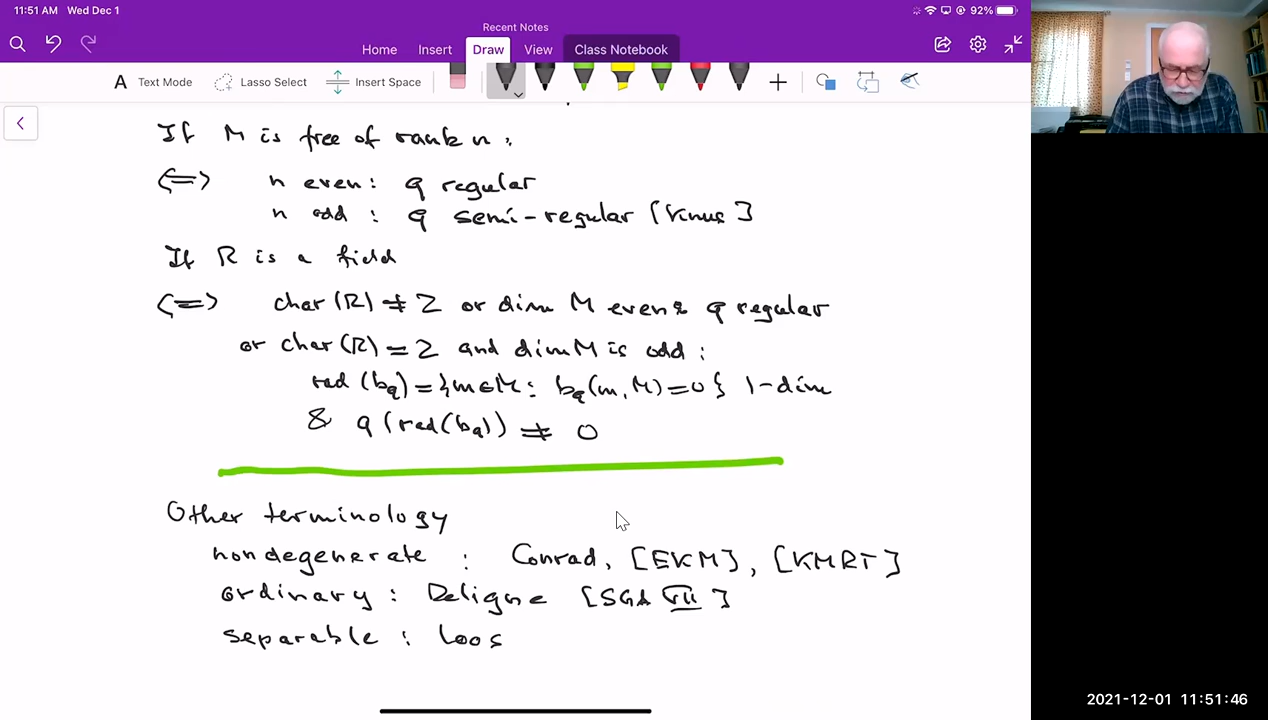 11:51 AM Wed Dec 1
92%
Recent Notes
Home Insert Draw View Class Notebook
Text Mode Lasso Select Insert Space
If M is free of rank n :
⟺ n even : q regular
n odd : q semi-regular [Knus]
If R is a field
⟺ char(R) ≠ 2 or dim M even & q regular
or char(R) = 2 and dim M is odd :
rad(b_q) = {m∈M : b_q(m, M) = 0} 1-dim
& q(rad(b_q)) ≠ 0
Other terminology
nondegenerate : Conrad, [EKM], [KMRT]
ordinary : Deligne [SGA VII]
separable : Loos
2021-12-01 11:51:46